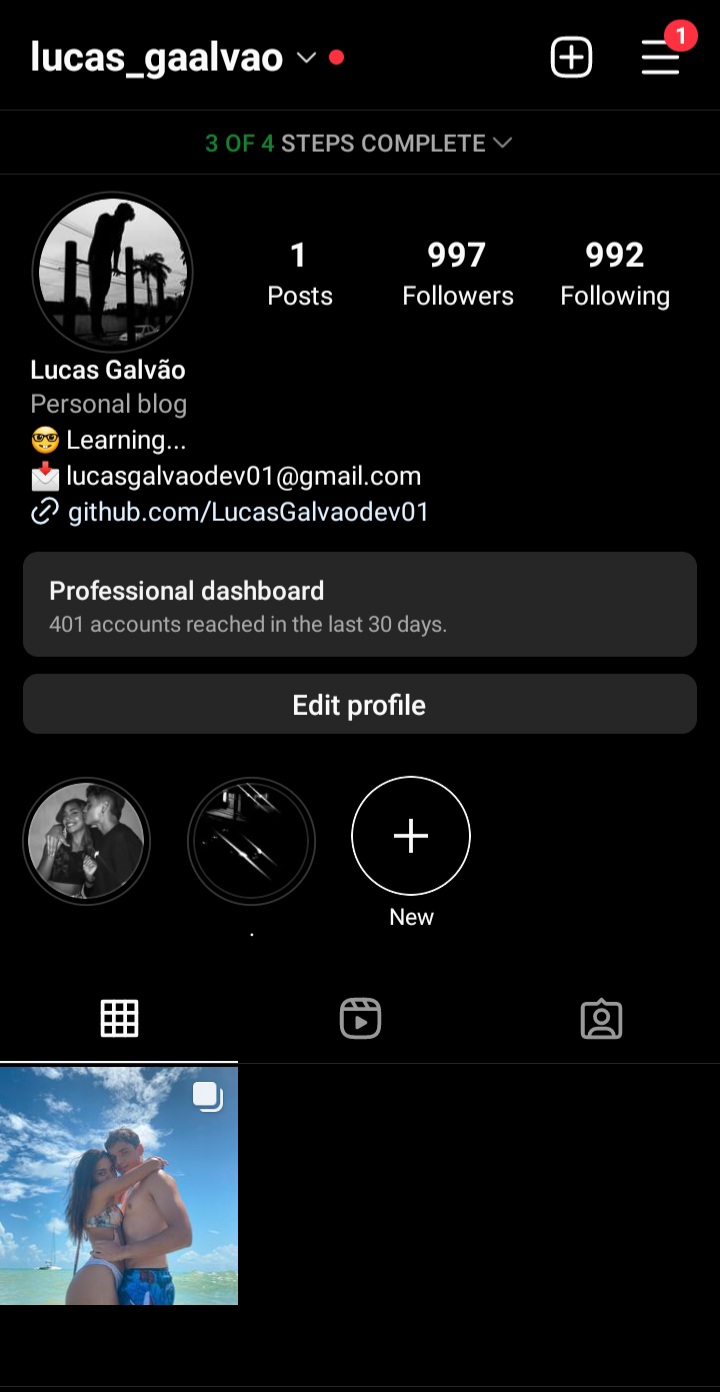 lucas_gaalvao
1
3 OF 4 STEPS COMPLETE
1 997 992
Posts Followers Following
Lucas Galvão
Personal blog
🤓 Learning...
📩 lucasgalvaodev01@gmail.com
github.com/LucasGalvaodev01
Professional dashboard
401 accounts reached in the last 30 days.
Edit profile
.
New